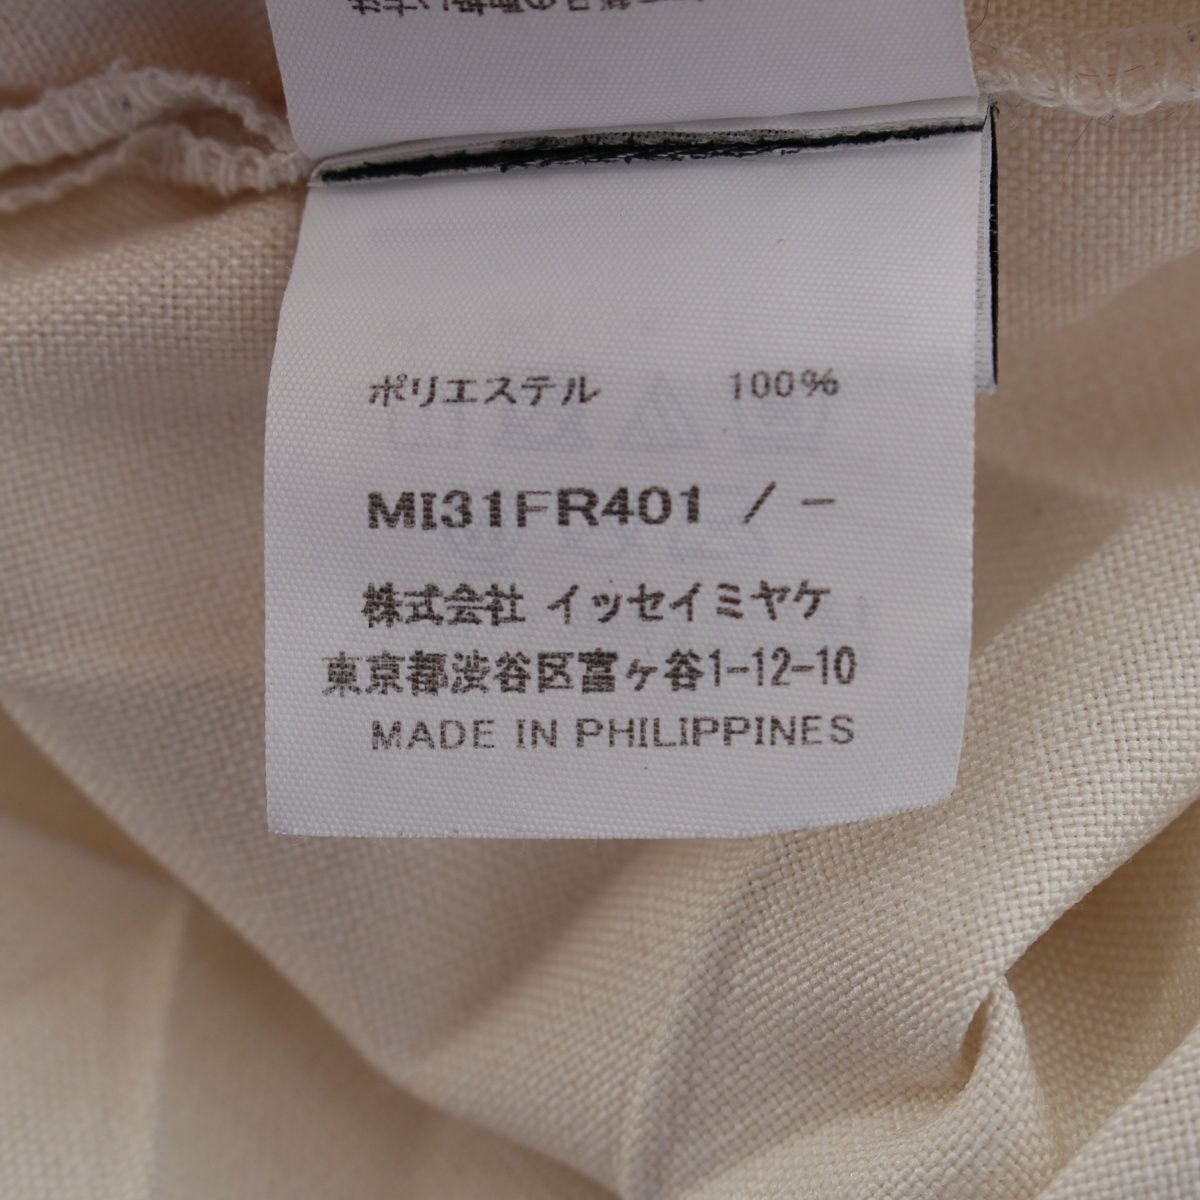 ポリエステル 100%
MI31FR401 / -
株式会社 イッセイミヤケ
東京都渋谷区富ヶ谷1-12-10
MADE IN PHILIPPINES